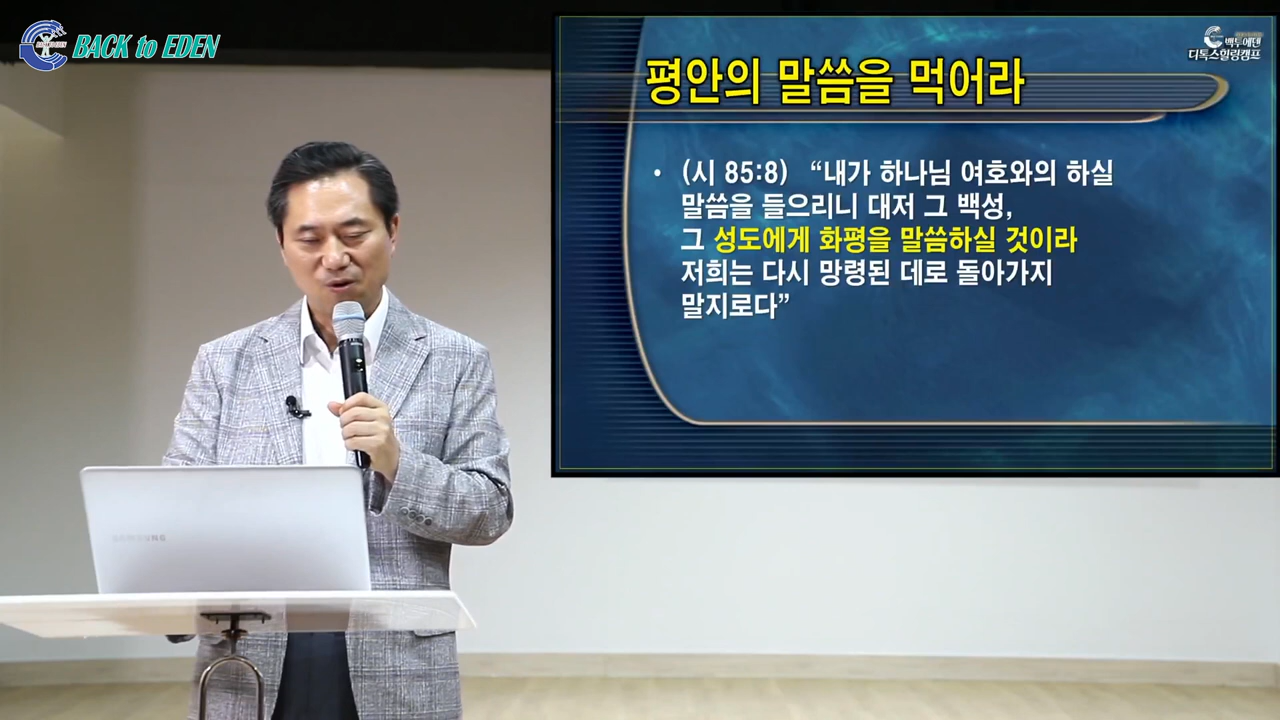 BACK to EDEN
백투에덴
디톡스힐링캠프
평안의 말씀을 먹어라
• (시 85:8) “내가 하나님 여호와의 하실
말씀을 들으리니 대저 그 백성,
그 성도에게 화평을 말씀하실 것이라
저희는 다시 망령된 데로 돌아가지
말지로다”
SAMSUNG